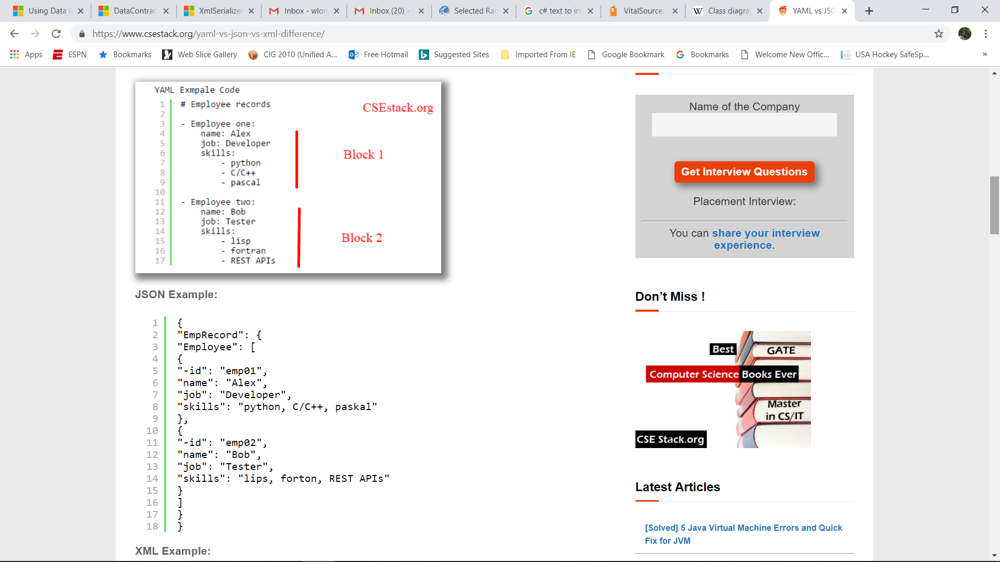 Using Data C
DataContrac
XmlSerialize
Inbox - wlor
Inbox (20) -
Selected Rac
c# text to int
VitalSource:
Class diagra
YAML vs JSO
https://www.csestack.org/yaml-vs-json-vs-xml-difference/
Apps
ESPN
Bookmarks
Web Slice Gallery
CIG 2010 (Unified A...
Free Hotmail
Suggested Sites
Imported From IE
Google Bookmark
Bookmarks
Welcome New Offic...
USA Hockey SafeSp...
»
YAML Exmpale Code
CSEstack.org
1 # Employee records
2
3 - Employee one:
4 name: Alex
5 job: Developer
6 skills:
7 - python
8 - C/C++
9 - pascal
10
11 - Employee two:
12 name: Bob
13 job: Tester
14 skills:
15 - lisp
16 - fortran
17 - REST APIs
Block 1
Block 2
JSON Example:
1 {
2 "EmpRecord": {
3 "Employee": [
4 {
5 "-id": "emp01",
6 "name": "Alex",
7 "job": "Developer",
8 "skills": "python, C/C++, paskal"
9 },
10 {
11 "-id": "emp02",
12 "name": "Bob",
13 "job": "Tester",
14 "skills": "lips, forton, REST APIs"
15 }
16 ]
17 }
18 }
XML Example:
Name of the Company
Get Interview Questions
Placement Interview:
You can share your interview
experience.
Don’t Miss !
Best
GATE
Computer Science Books Ever
Master
in CS/IT
CSE Stack.org
Latest Articles
[Solved] 5 Java Virtual Machine Errors and Quick
Fix for JVM